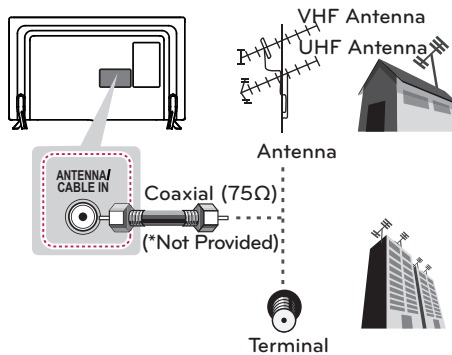 VHF Antenna
UHF Antenna
Antenna
ANTENNA/
CABLE IN
Coaxial (75Ω)
(*Not Provided)
Terminal